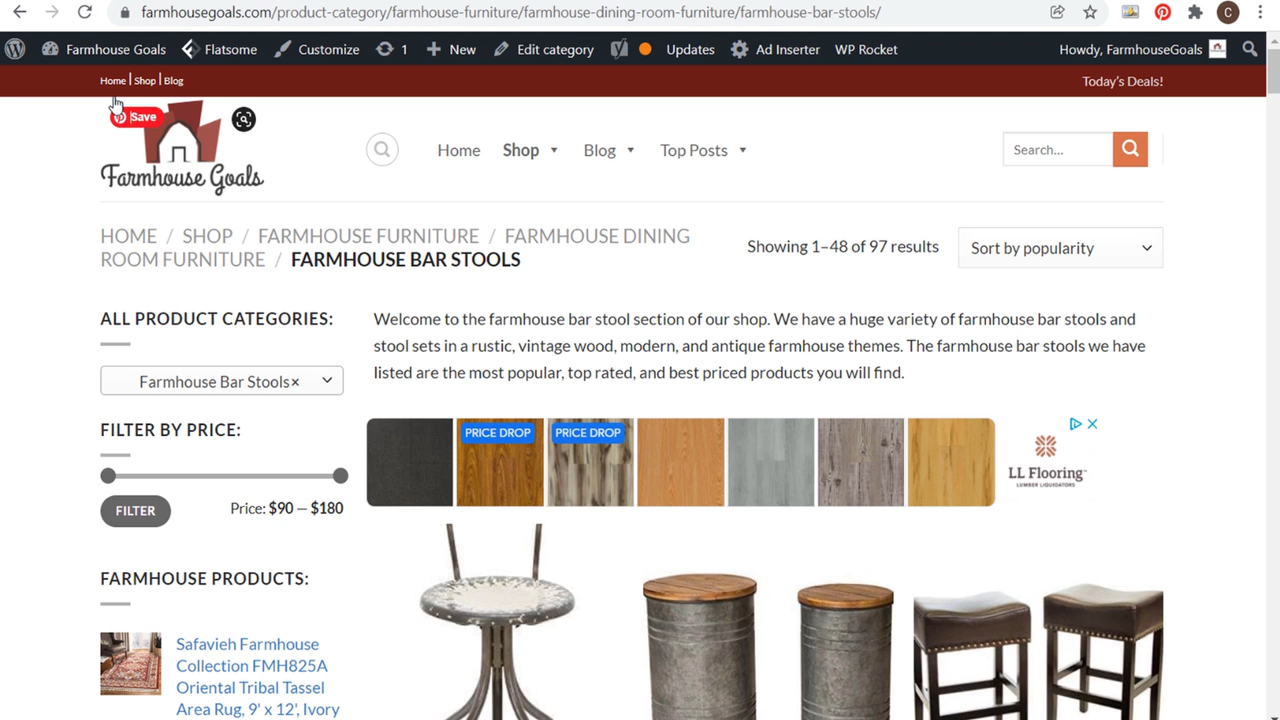 farmhousegoals.com/product-category/farmhouse-furniture/farmhouse-dining-room-furniture/farmhouse-bar-stools/
C
Farmhouse Goals Flatsome Customize 1 New Edit category Updates Ad Inserter WP Rocket Howdy, FarmhouseGoals
Home | Shop | Blog Today's Deals!
Save
Farmhouse Goals
Home Shop Blog Top Posts Search...
HOME / SHOP / FARMHOUSE FURNITURE / FARMHOUSE DINING
ROOM FURNITURE / FARMHOUSE BAR STOOLS
Showing 1–48 of 97 results Sort by popularity
ALL PRODUCT CATEGORIES:
Farmhouse Bar Stools×
FILTER BY PRICE:
FILTER Price: $90 — $180
FARMHOUSE PRODUCTS:
Safavieh Farmhouse
Collection FMH825A
Oriental Tribal Tassel
Area Rug, 9' x 12', Ivory
Welcome to the farmhouse bar stool section of our shop. We have a huge variety of farmhouse bar stools and
stool sets in a rustic, vintage wood, modern, and antique farmhouse themes. The farmhouse bar stools we have
listed are the most popular, top rated, and best priced products you will find.
PRICE DROP PRICE DROP
LL Flooring™
LUMBER LIQUIDATORS